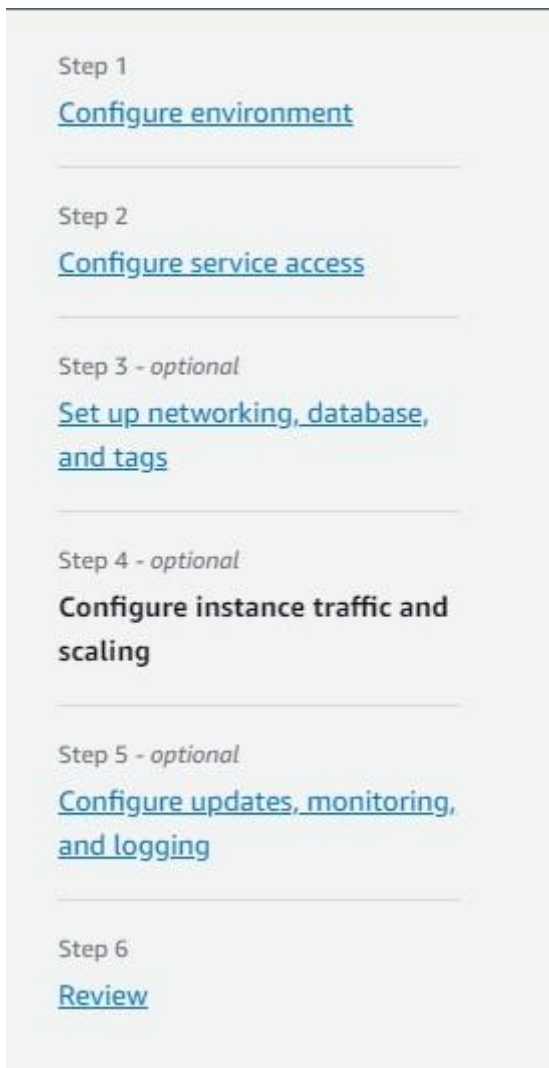 Step 1
Configure environment
Step 2
Configure service access
Step 3 - optional
Set up networking, database,
and tags
Step 4 - optional
Configure instance traffic and
scaling
Step 5 - optional
Configure updates, monitoring,
and logging
Step 6
Review